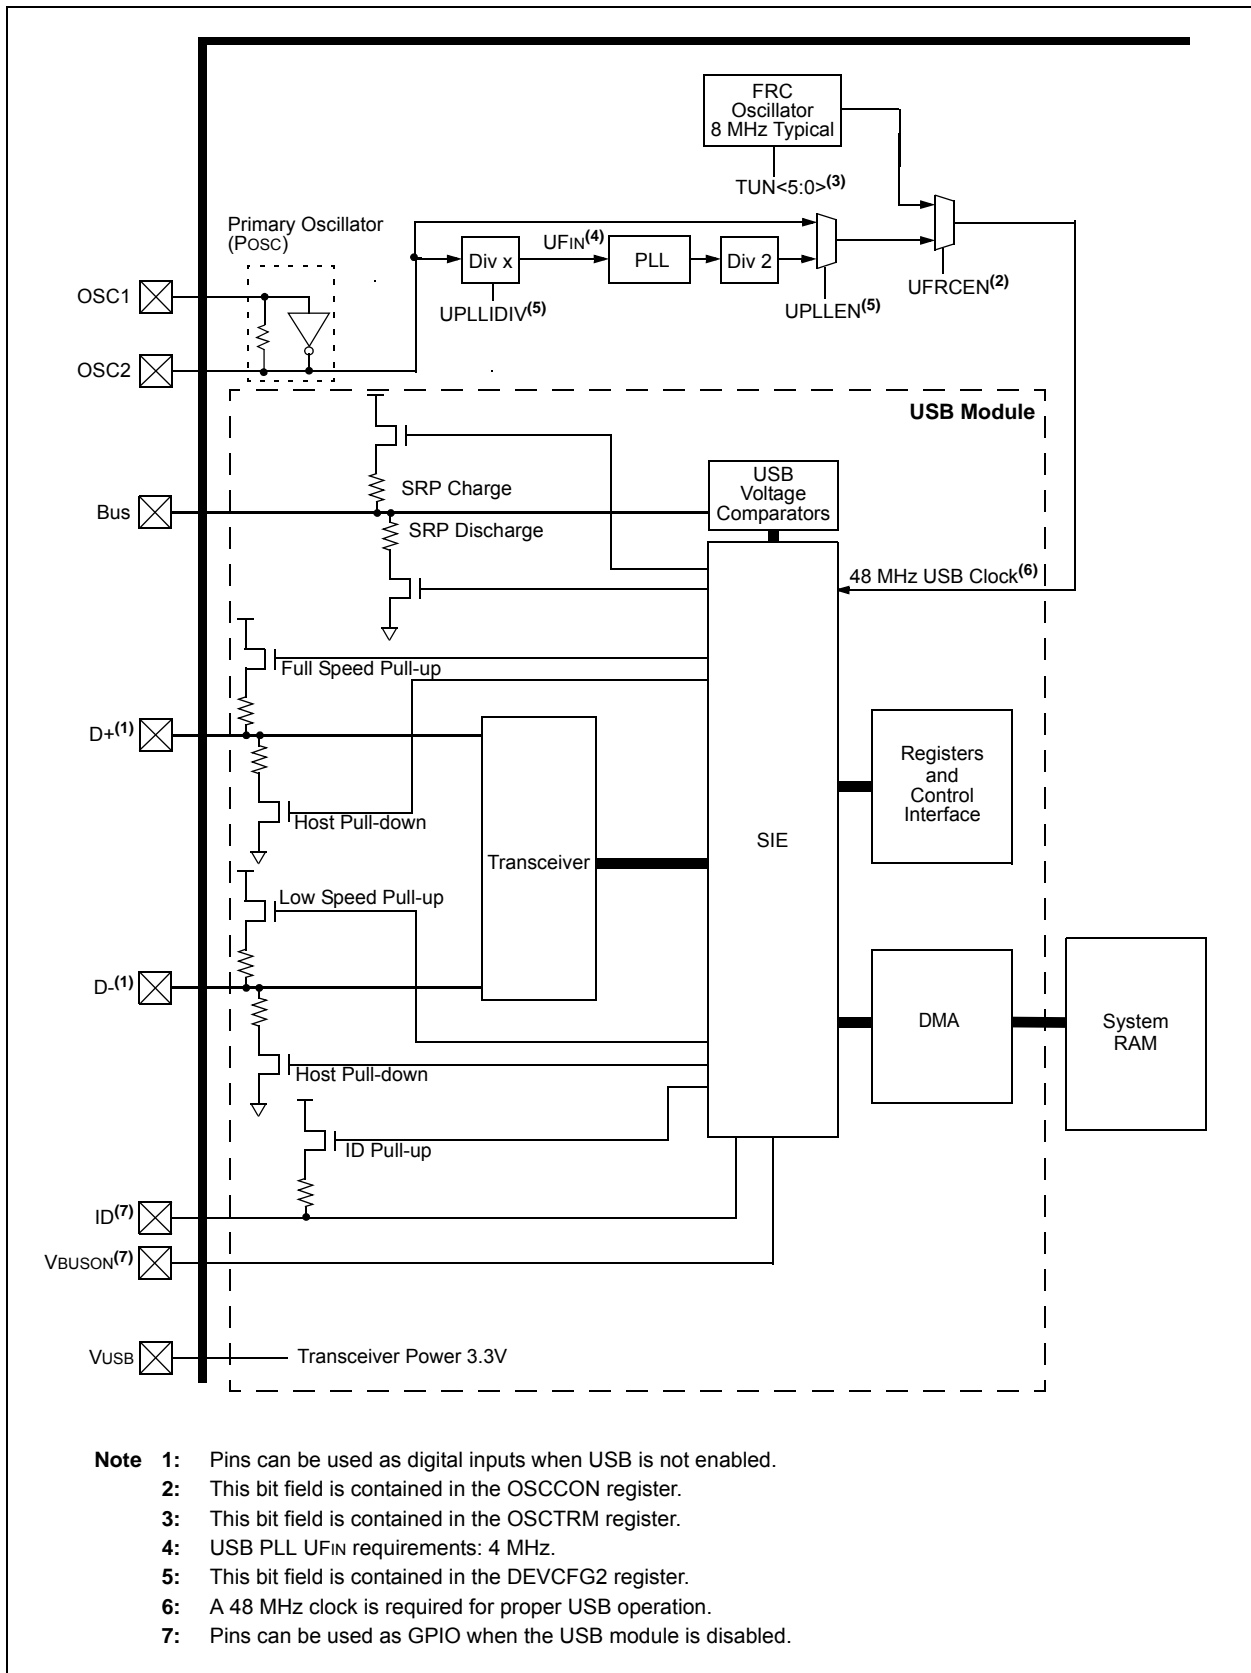 FRC
Oscillator
8 MHz Typical
TUN<5:0>(3)
Primary Oscillator
(POSC)
UFIN(4)
Div x
PLL
Div 2
UFRCEN(2)
OSC1
UPLLIDIV(5)
UPLLEN(5)
OSC2
USB Module
USB
Voltage
Comparators
SRP Charge
Bus
SRP Discharge
48 MHz USB Clock(6)
Full Speed Pull-up
D+(1)
Registers
and
Control
Interface
Host Pull-down
SIE
Transceiver
Low Speed Pull-up
D-(1)
DMA
System
RAM
Host Pull-down
ID Pull-up
ID(7)
VBUSON(7)
VUSB
Transceiver Power 3.3V
Note 1: Pins can be used as digital inputs when USB is not enabled.
2: This bit field is contained in the OSCCON register.
3: This bit field is contained in the OSCTRM register.
4: USB PLL UFIN requirements: 4 MHz.
5: This bit field is contained in the DEVCFG2 register.
6: A 48 MHz clock is required for proper USB operation.
7: Pins can be used as GPIO when the USB module is disabled.